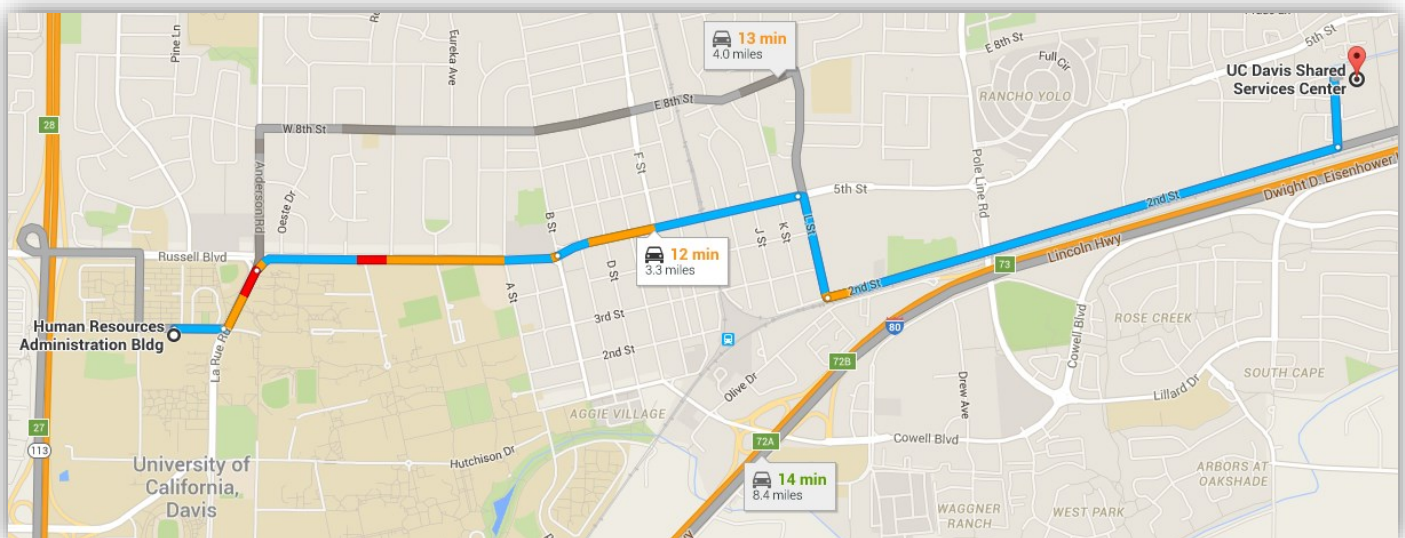 Pine Ln
Eureka Ave
13 min
4.0 miles
E 8th St
5th St
Full Cir
UC Davis Shared
Services Center
RANCHO YOLO
28
W 8th St
E 8th St
F St
Anderson Rd
Oeste Dr
Pole Line Rd
5th St
Dwight D. Eisenhower
2nd St
B St
L St
K St
J St
Russell Blvd
12 min
3.3 miles
Lincoln Hwy
73
D St
A St
2nd St
3rd St
Human Resources
Administration Bldg
La Rue Rd
80
ROSE CREEK
Cowell Blvd
2nd St
72B
Olive Dr
Drew Ave
SOUTH CAPE
Lillard Dr
AGGIE VILLAGE
27
113
72A
Cowell Blvd
Hutchison Dr
University of
California,
Davis
14 min
8.4 miles
ARBORS AT
OAKSHADE
WAGGNER
RANCH
WEST PARK